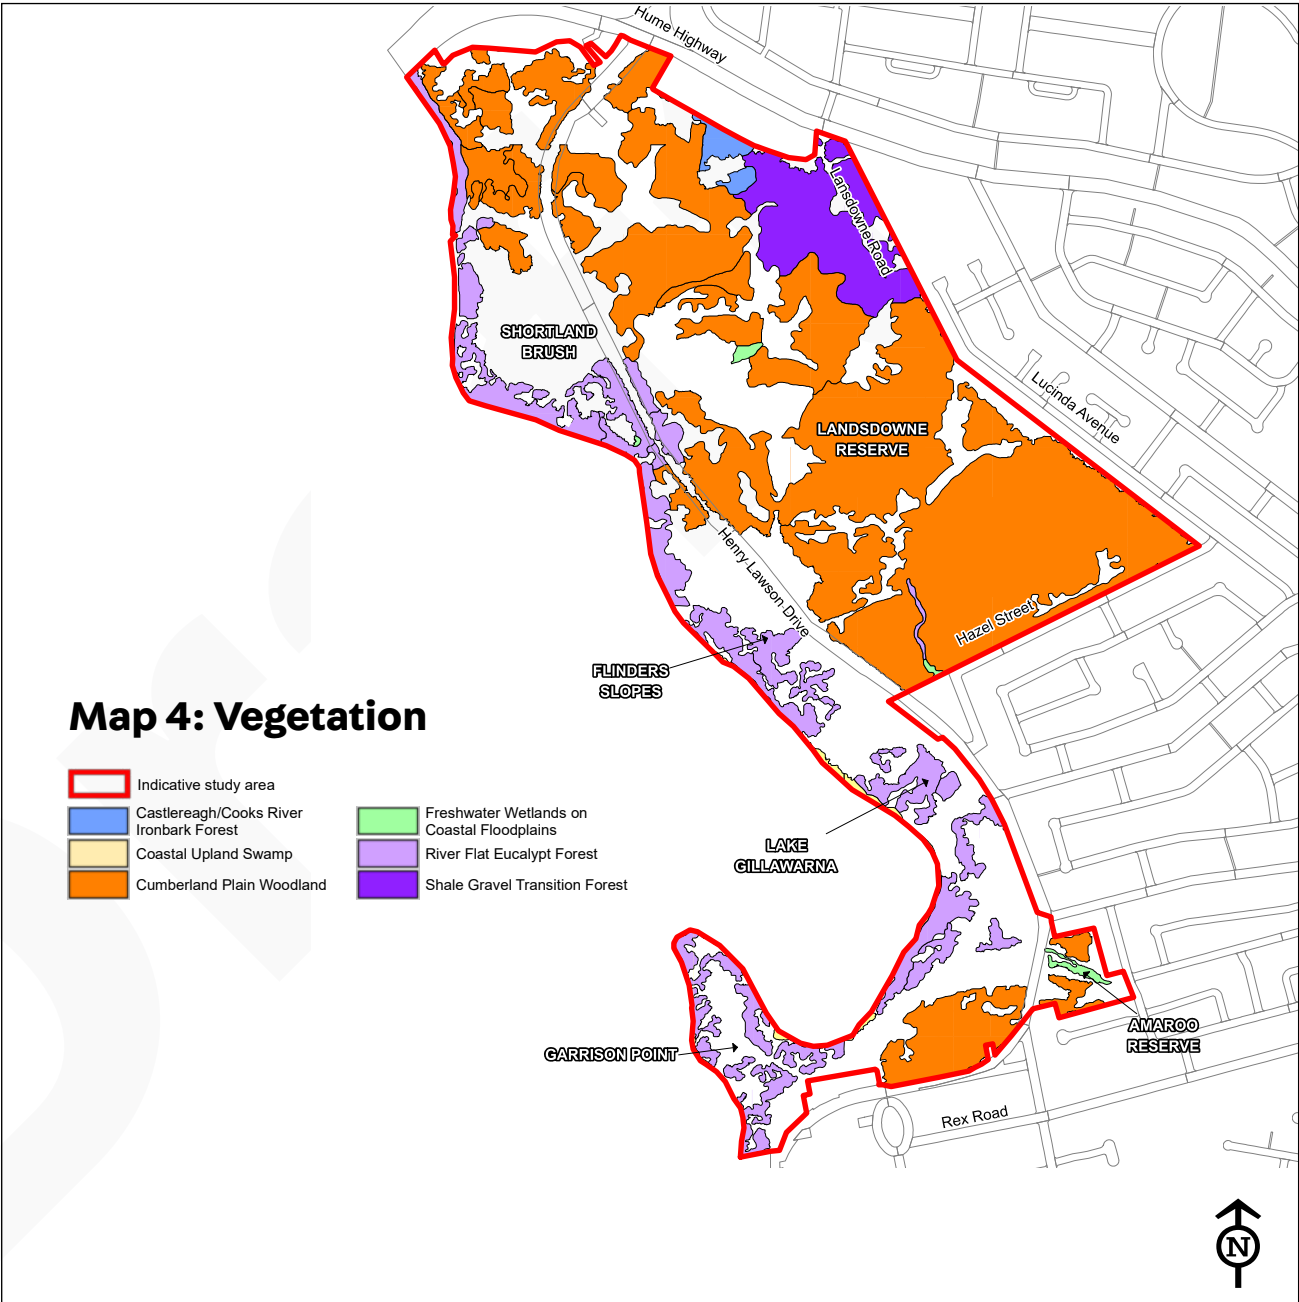 Hume Highway
Lansdowne Road
SHORTLAND
BRUSH
Lucinda Avenue
LANDSDOWNE
RESERVE
Henry Lawson Drive
Hazel Street
FLINDERS
SLOPES
Map 4: Vegetation
Indicative study area
Castlereagh/Cooks River
Ironbark Forest
Coastal Upland Swamp
Cumberland Plain Woodland
Freshwater Wetlands on
Coastal Floodplains
River Flat Eucalypt Forest
Shale Gravel Transition Forest
LAKE
GILLAWARNA
GARRISON POINT
AMAROO
RESERVE
Rex Road
N